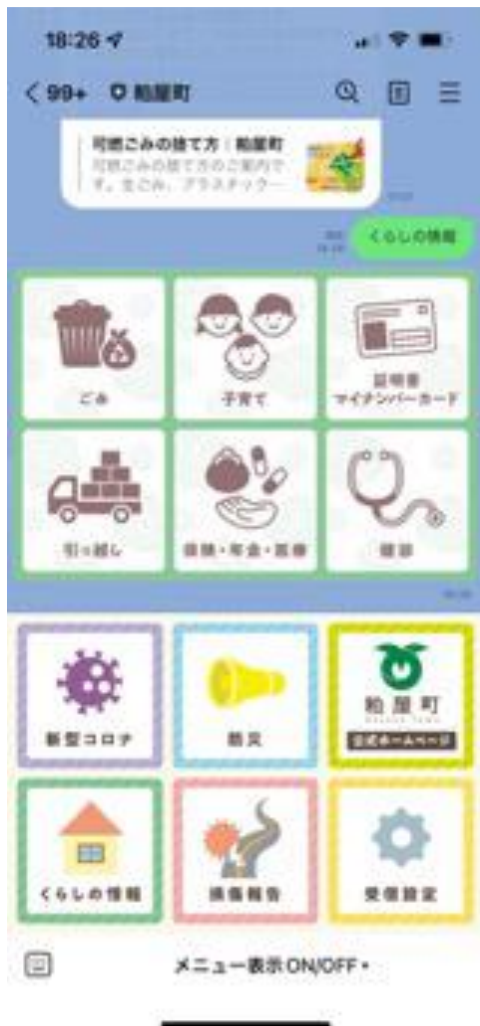 18:26
99+ 粕屋町
可燃ごみの捨て方｜粕屋町
可燃ごみの捨て方のご案内で
す。生ごみ、プラスチック…
くらしの情報
ごみ
子育て
証明書
マイナンバーカード
引っ越し
保険・年金・医療
健診
新型コロナ
防災
粕屋町
公式ホームページ
くらしの情報
損傷報告
受信設定
メニュー表示ON/OFF